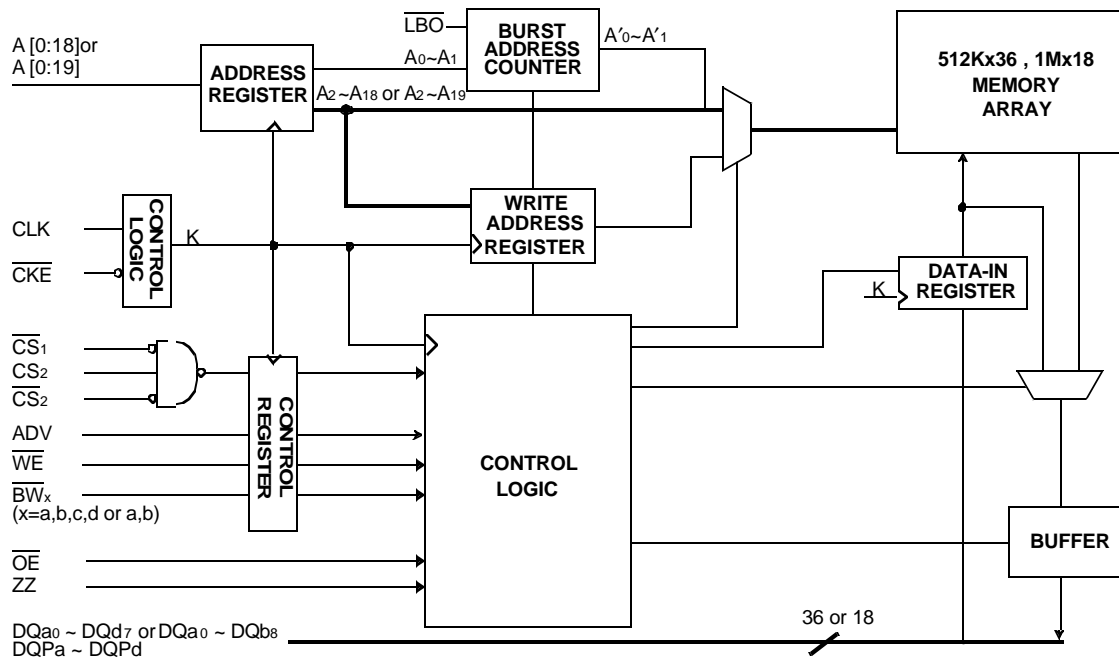 A [0:18]or
A [0:19]
ADDRESS
REGISTER
LBO
A0~A1
A2~A18 or A2~A19
BURST
ADDRESS
COUNTER
A′0~A′1
512Kx36 , 1Mx18
MEMORY
ARRAY
WRITE
ADDRESS
REGISTER
CLK
CKE
CONTROL
LOGIC
K
DATA-IN
REGISTER
K
CS1
CS2
CS2
ADV
WE
BWx
(x=a,b,c,d or a,b)
CONTROL
REGISTER
CONTROL
LOGIC
BUFFER
OE
ZZ
DQa0 ~ DQd7 or DQa0 ~ DQb8
DQPa ~ DQPd
36 or 18